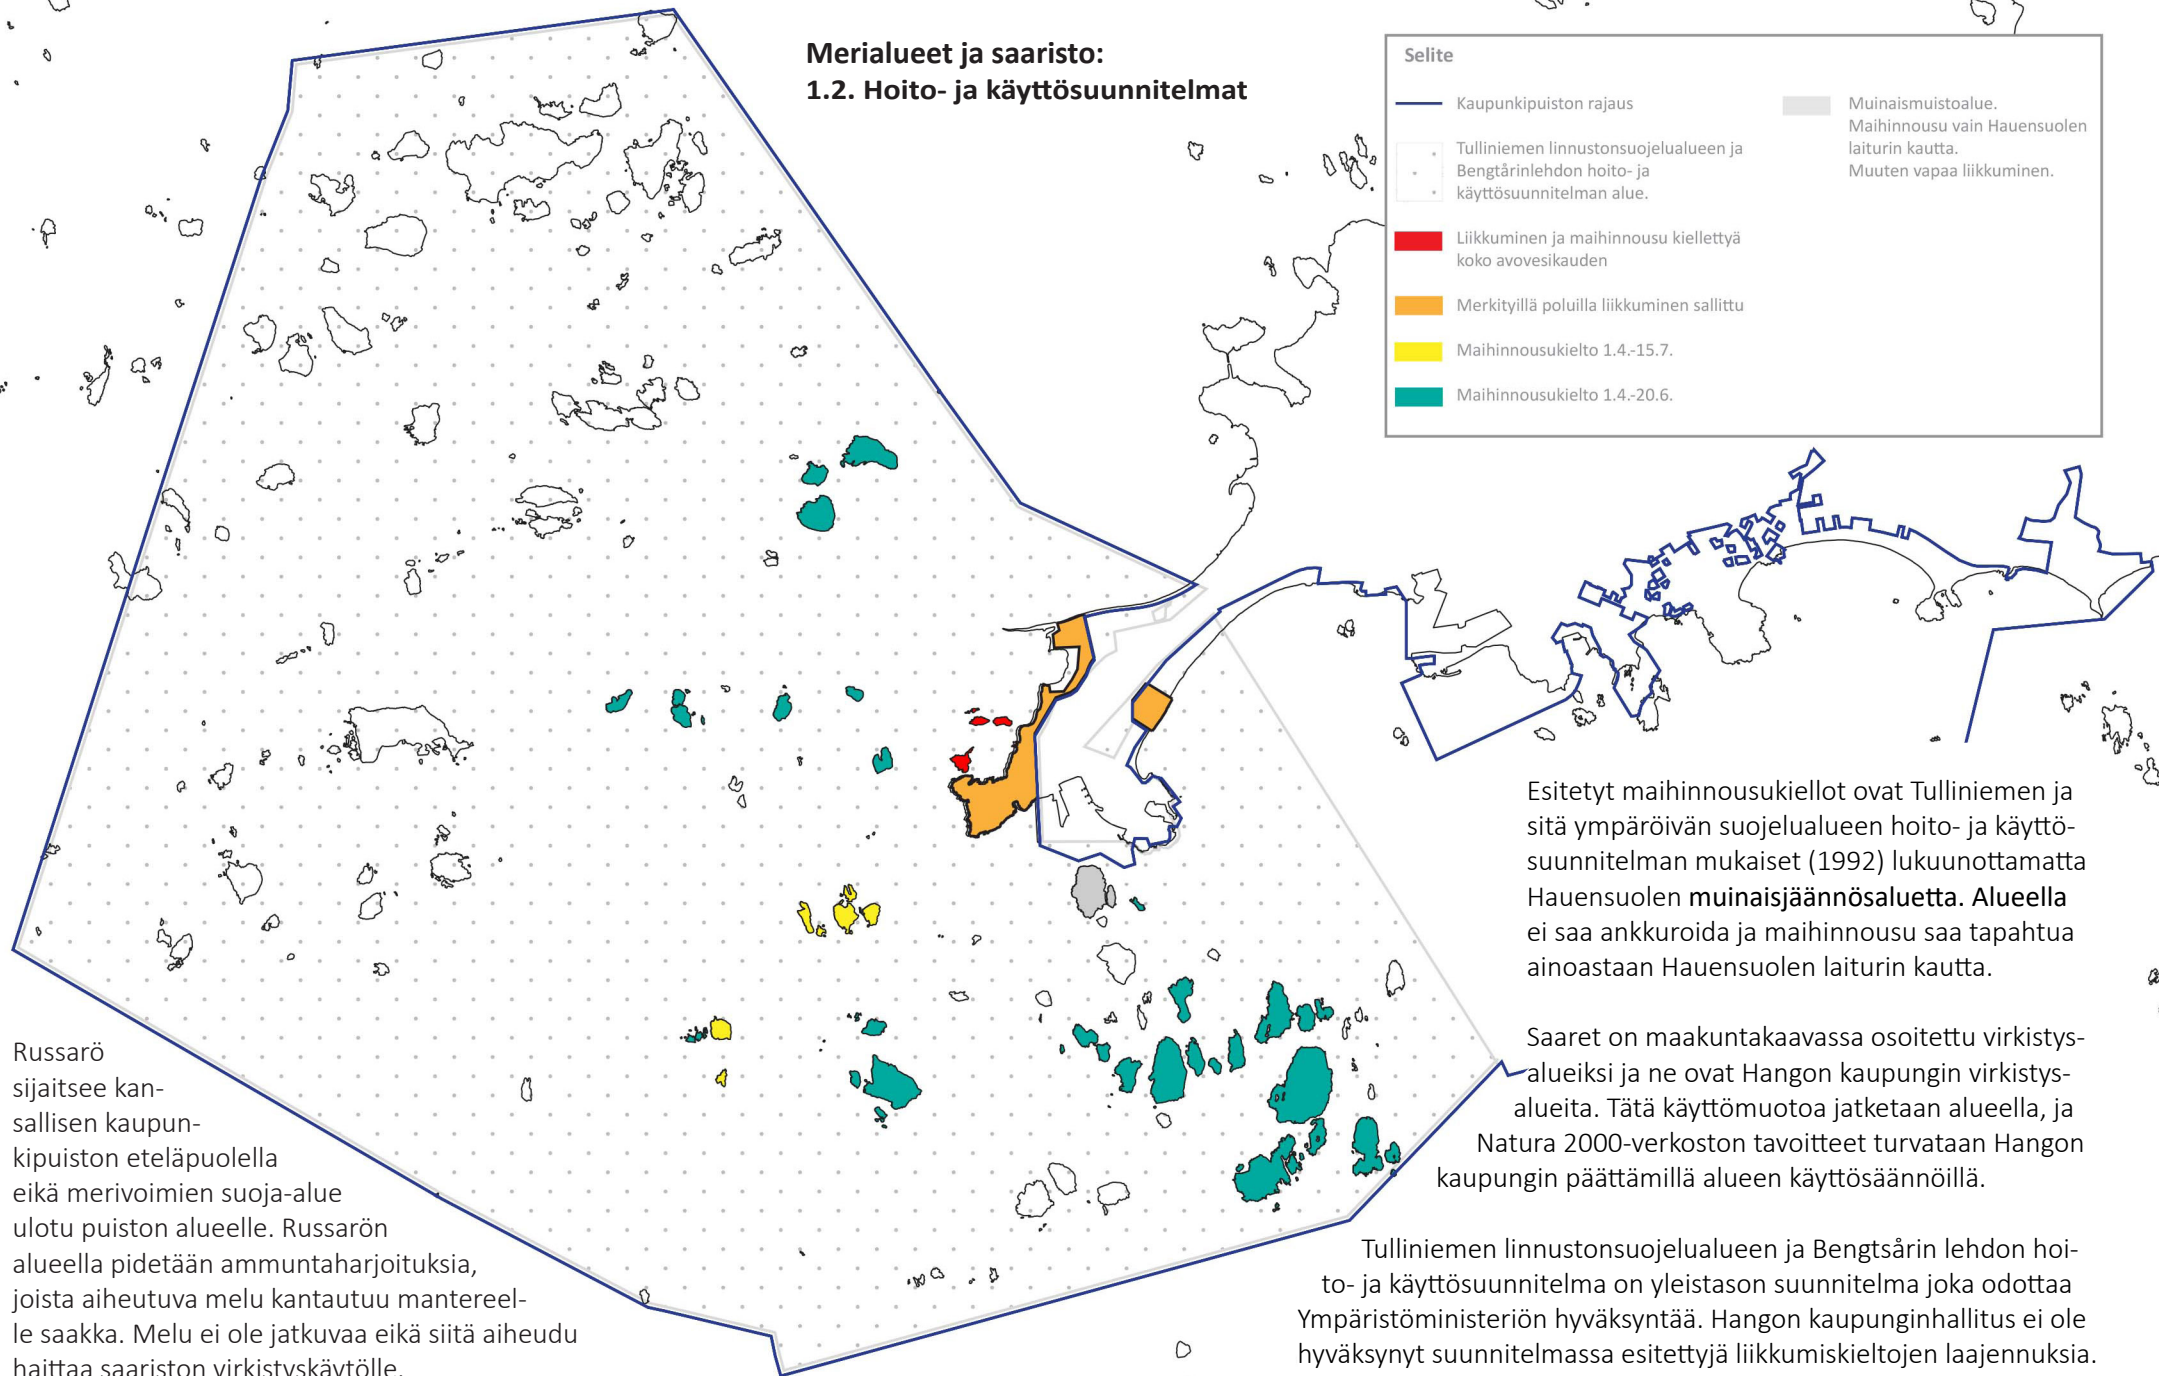 Merialueet ja saaristo:
1.2. Hoito- ja käyttösuunnitelmat
Selite
Kaupunkipuiston rajaus
Tulliniemen linnustonsuojelualueen ja
Bengtårinlehdon hoito- ja
käyttösuunnitelman alue.
Liikkuminen ja maihinnousu kiellettyä
koko avovesikauden
Merkityillä poluilla liikkuminen sallittu
Maihinnousukielto 1.4.-15.7.
Maihinnousukielto 1.4.-20.6.
Muinaismuistoalue.
Maihinnousu vain Hauensuolen
laiturin kautta.
Muuten vapaa liikkuminen.
Esitetyt maihinnousukiellot ovat Tulliniemen ja
sitä ympäröivän suojelualueen hoito- ja käyttö-
suunnitelman mukaiset (1992) lukuunottamatta
Hauensuolen muinaisjäännösaluetta. Alueella
ei saa ankkuroida ja maihinnousu saa tapahtua
ainoastaan Hauensuolen laiturin kautta.
Saaret on maakuntakaavassa osoitettu virkistys-
alueiksi ja ne ovat Hangon kaupungin virkistys-
alueita. Tätä käyttömuotoa jatketaan alueella, ja
Natura 2000-verkoston tavoitteet turvataan Hangon
kaupungin päättämillä alueen käyttösäännöillä.
Tulliniemen linnustonsuojelualueen ja Bengtsårin lehdon hoi-
to- ja käyttösuunnitelma on yleistason suunnitelma joka odottaa
Ympäristöministeriön hyväksyntää. Hangon kaupunginhallitus ei ole
hyväksynyt suunnitelmassa esitettyjä liikkumiskieltojen laajennuksia.
Russarö
sijaitsee kan-
sallisen kaupun-
kipuiston eteläpuolella
eikä merivoimien suoja-alue
ulotu puiston alueelle. Russarön
alueella pidetään ammuntaharjoituksia,
joista aiheutuva melu kantautuu mantereel-
le saakka. Melu ei ole jatkuvaa eikä siitä aiheudu
haittaa saariston virkistyskäytölle.